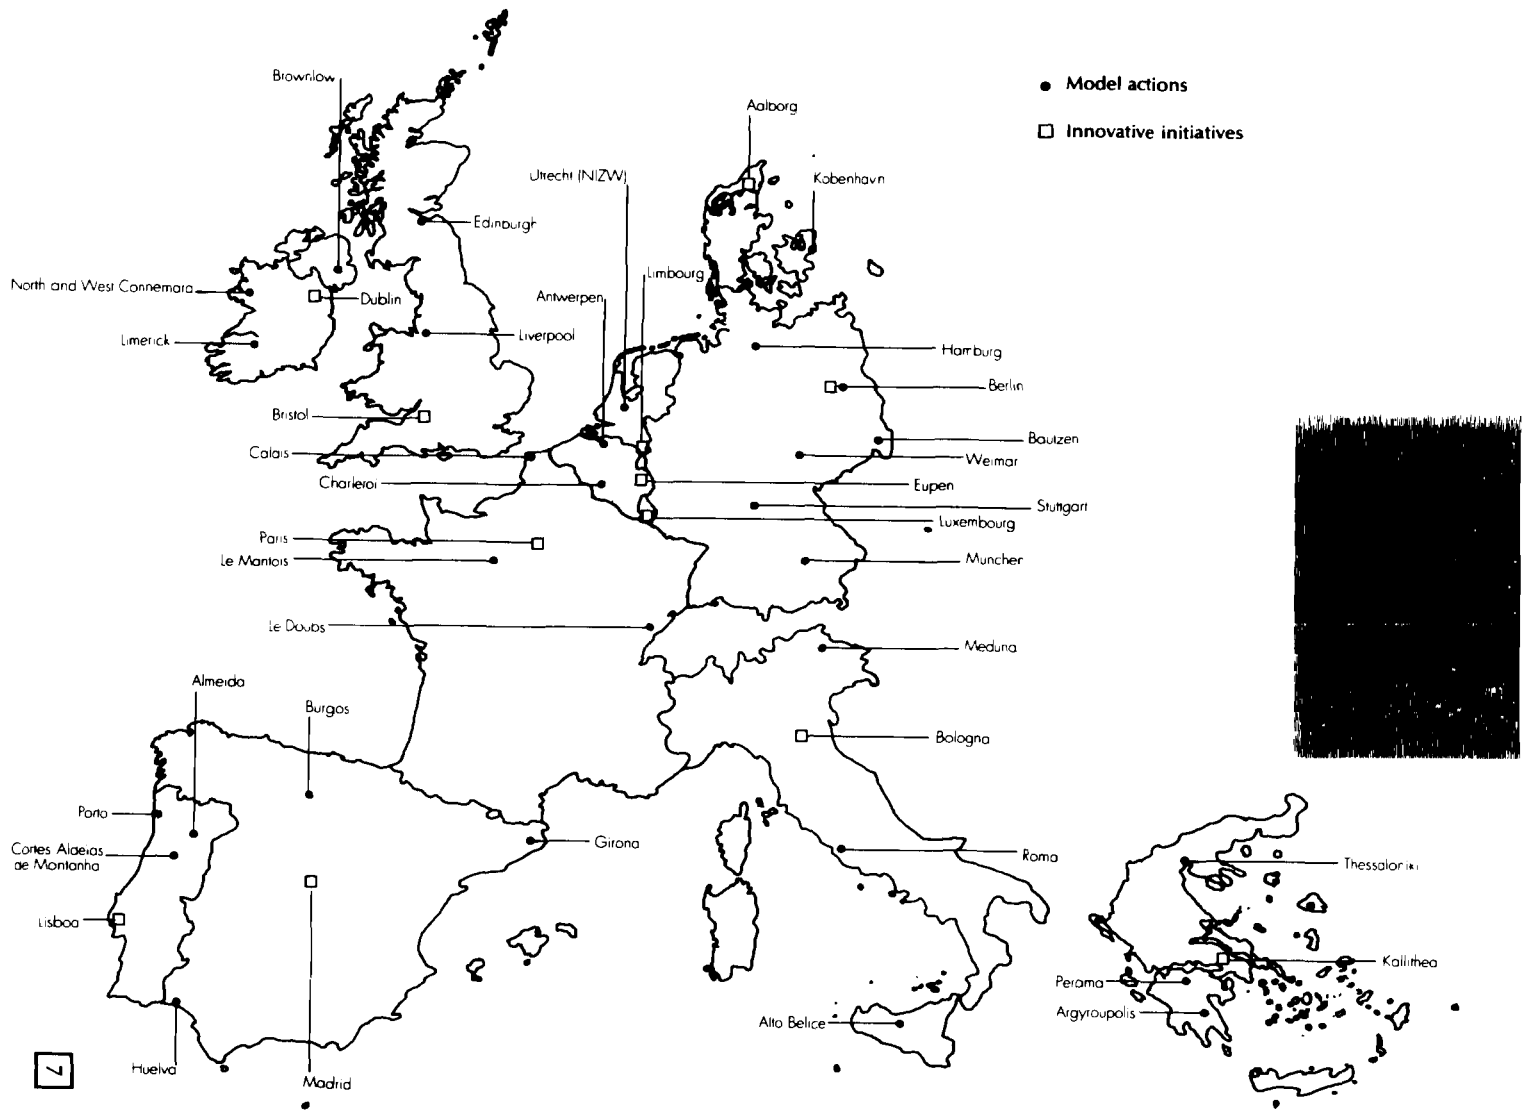 Brownlow
Model actions
Aalborg
Innovative initiatives
Utrecht (NIZW)
København
Edinburgh
Limbourg
North and West Connemara
Antwerpen
Dublin
Limerick
Liverpool
Hamburg
Berlin
Bristol
Bautzen
Calais
Weimar
Charleroi
Eupen
Stuttgart
Luxembourg
Paris
Le Mantois
Muncher
Le Doubs
Meduna
Almeida
Burgos
Bologna
Porto
Girona
Cortes Aldeias
de Montanha
Roma
Thessaloniki
Lisboa
Kallithea
Perama
Argyroupolis
Alto Belice
Huelva
Madrid
7